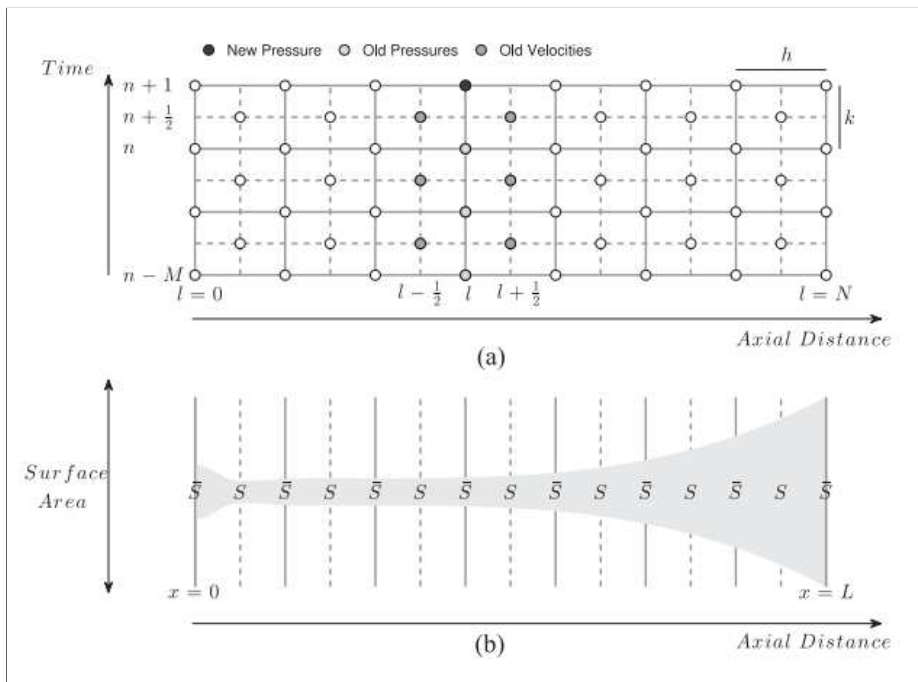 New Pressure Old Pressures Old Velocities
Time
h
n + 1
n + 1/2
k
n
n − M
l = 0 l − 1/2 l l + 1/2 l = N
Axial Distance
(a)
Surface
Area
S̄ S S̄ S S̄ S S̄ S S̄ S S̄ S S̄ S S̄
x = 0 x = L
Axial Distance
(b)